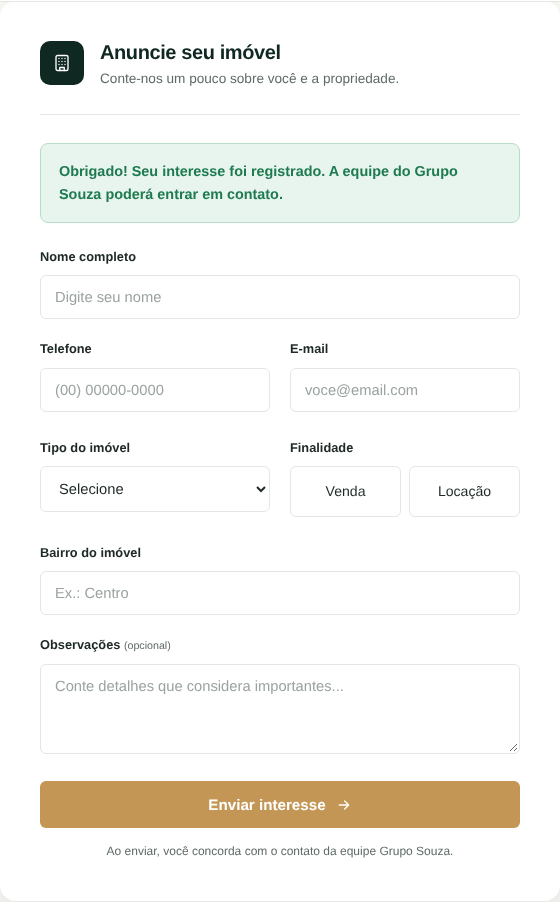 Anuncie seu imóvel
Conte-nos um pouco sobre você e a propriedade.
Obrigado! Seu interesse foi registrado. A equipe do Grupo
Souza poderá entrar em contato.
Nome completo
Digite seu nome
Telefone
E-mail
(00) 00000-0000
voce@email.com
Tipo do imóvel
Finalidade
Selecione
Venda
Locação
Bairro do imóvel
Ex.: Centro
Observações (opcional)
Conte detalhes que considera importantes...
Enviar interesse →
Ao enviar, você concorda com o contato da equipe Grupo Souza.